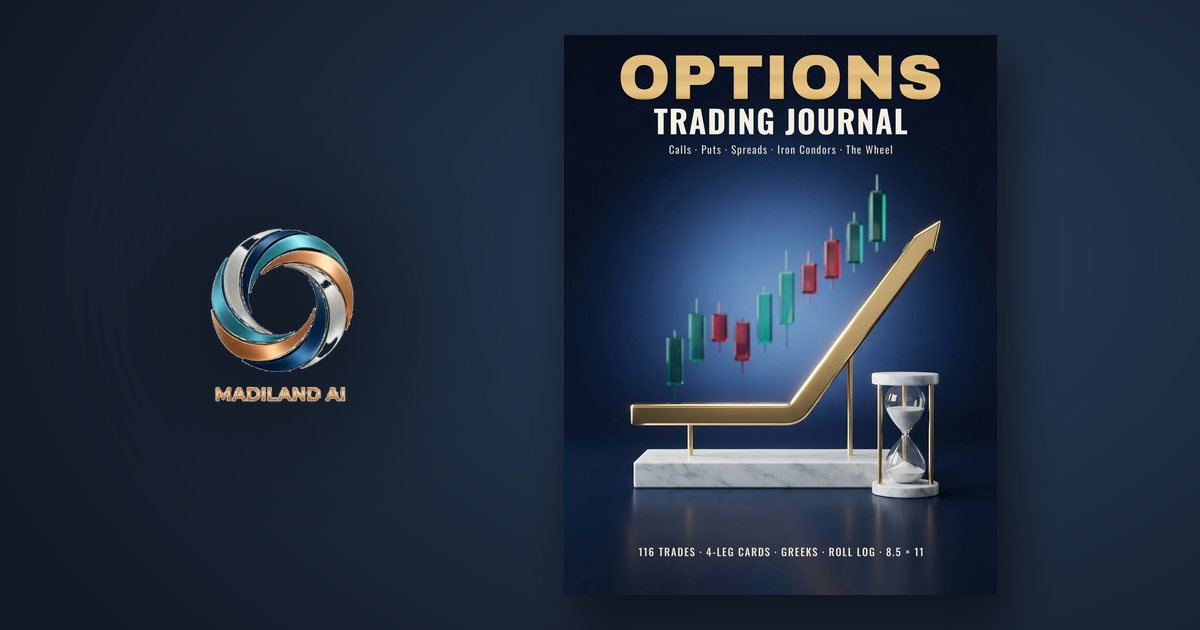 MADILAND AI
OPTIONS
TRADING JOURNAL
Calls · Puts · Spreads · Iron Condors · The Wheel
116 TRADES · 4-LEG CARDS · GREEKS · ROLL LOG · 8.5 × 11